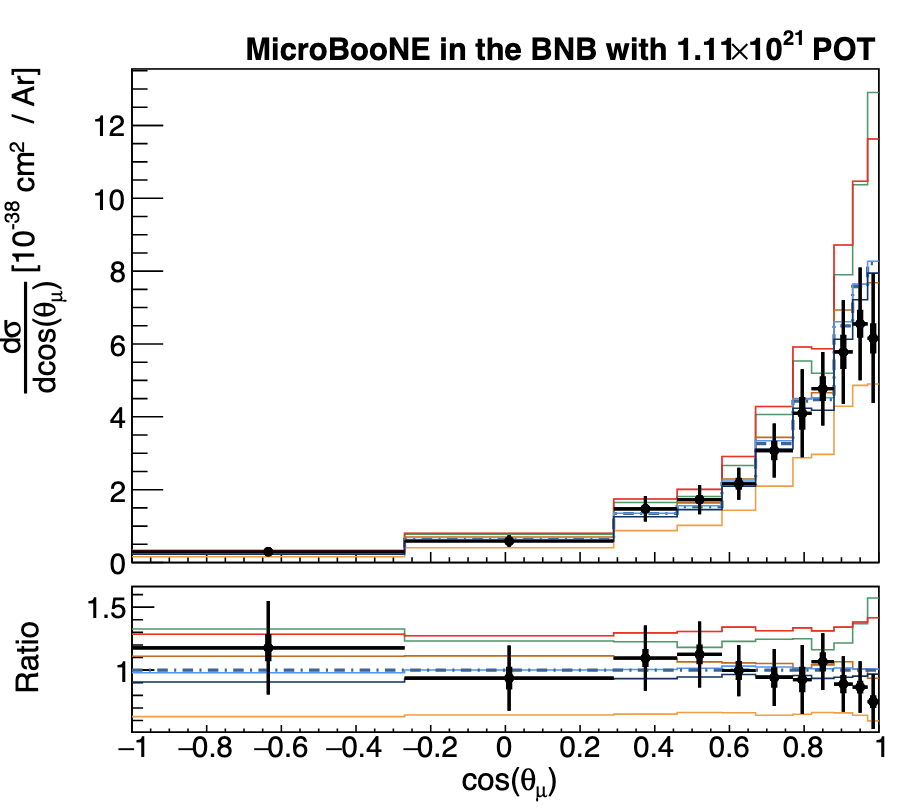 MicroBooNE in the BNB with 1.11×10²¹ POT
dσ
dcos(θμ)
[10⁻³⁸ cm² / Ar]
12
10
8
6
4
2
0
Ratio
1.5
1
−1 −0.8 −0.6 −0.4 −0.2 0 0.2 0.4 0.6 0.8 1
cos(θμ)